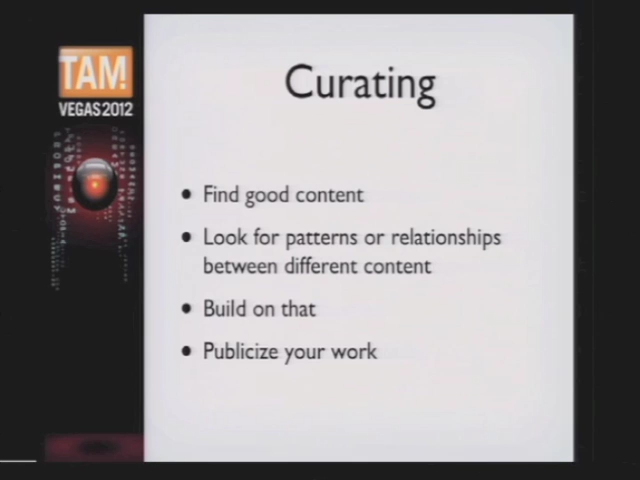 TAM!
VEGAS 2012
Curating
• Find good content
• Look for patterns or relationships
between different content
• Build on that
• Publicize your work